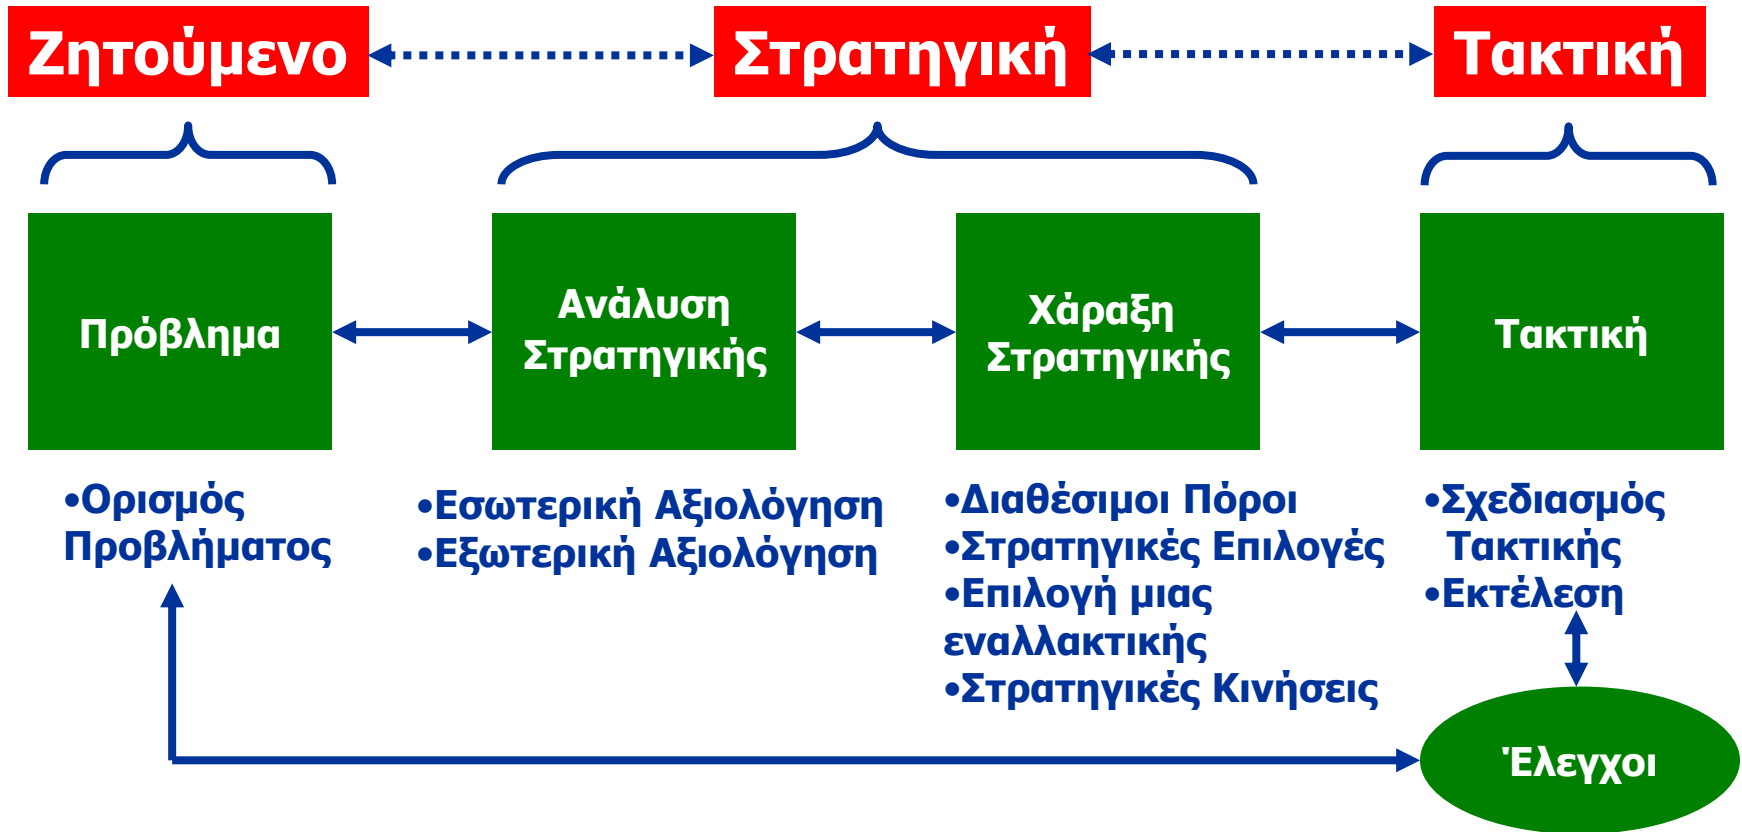 Ζητούμενο
Στρατηγική
Τακτική
Πρόβλημα
Ανάλυση
Στρατηγικής
Χάραξη
Στρατηγικής
Τακτική
•Ορισμός
Προβλήματος
•Εσωτερική Αξιολόγηση
•Εξωτερική Αξιολόγηση
•Διαθέσιμοι Πόροι
•Στρατηγικές Επιλογές
•Επιλογή μιας
εναλλακτικής
•Στρατηγικές Κινήσεις
•Σχεδιασμός
Τακτικής
•Εκτέλεση
Έλεγχοι